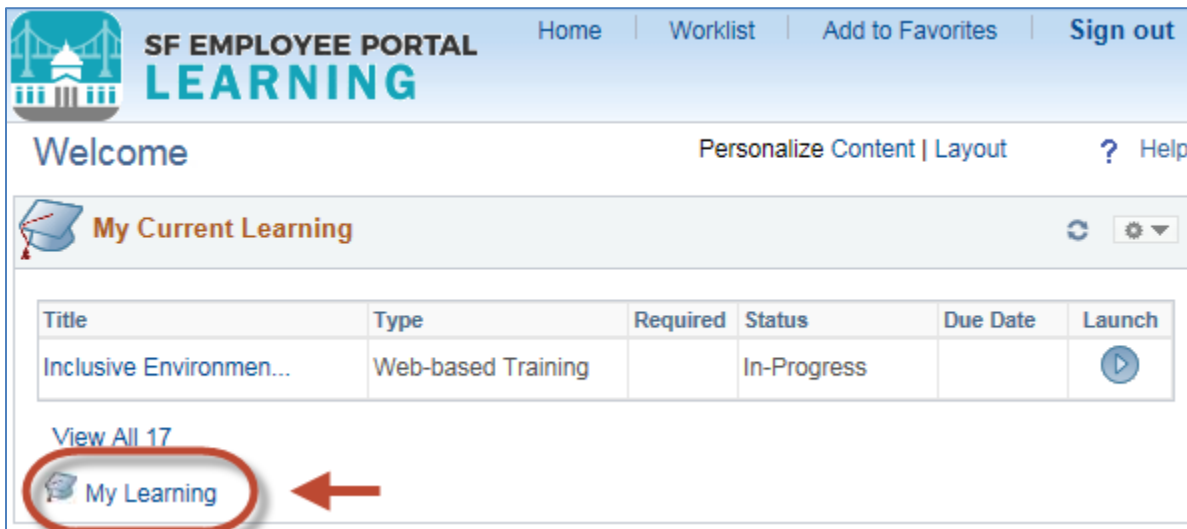 SF EMPLOYEE PORTAL
LEARNING
Home | Worklist | Add to Favorites | Sign out
Welcome
Personalize Content | Layout
? Help
My Current Learning
Title Type Required Status Due Date Launch
Inclusive Environmen... Web-based Training In-Progress
View All 17
My Learning